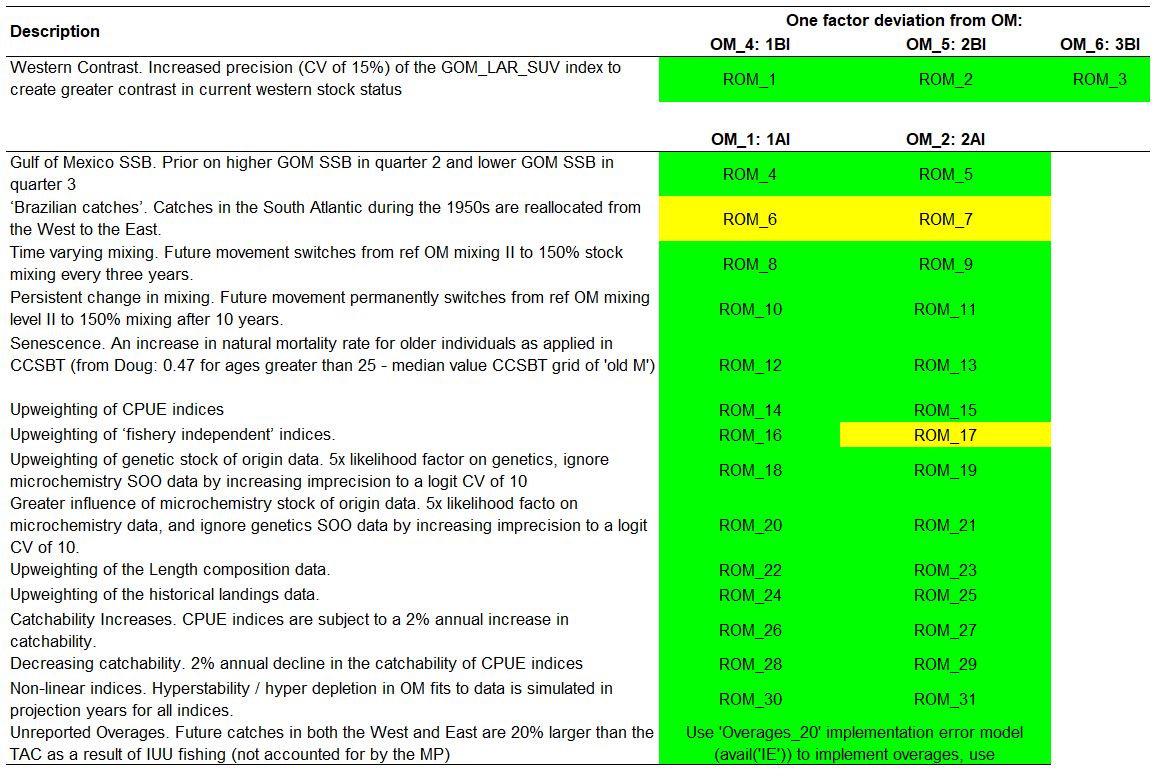 One factor deviation from OM:
Description
OM_4: 1BI OM_5: 2BI OM_6: 3BI
Western Contrast. Increased precision (CV of 15%) of the GOM_LAR_SUV index to
create greater contrast in current western stock status
ROM_1 ROM_2 ROM_3
OM_1: 1AI OM_2: 2AI
Gulf of Mexico SSB. Prior on higher GOM SSB in quarter 2 and lower GOM SSB in
quarter 3
ROM_4 ROM_5
‘Brazilian catches’. Catches in the South Atlantic during the 1950s are reallocated from
the West to the East.
ROM_6 ROM_7
Time varying mixing. Future movement switches from ref OM mixing II to 150% stock
mixing every three years.
ROM_8 ROM_9
Persistent change in mixing. Future movement permanently switches from ref OM mixing
level II to 150% mixing after 10 years.
ROM_10 ROM_11
Senescence. An increase in natural mortality rate for older individuals as applied in
CCSBT (from Doug: 0.47 for ages greater than 25 - median value CCSBT grid of 'old M')
ROM_12 ROM_13
Upweighting of CPUE indices ROM_14 ROM_15
Upweighting of ‘fishery independent’ indices. ROM_16 ROM_17
Upweighting of genetic stock of origin data. 5x likelihood factor on genetics, ignore
microchemistry SOO data by increasing imprecision to a logit CV of 10
ROM_18 ROM_19
Greater influence of microchemistry stock of origin data. 5x likelihood facto on
microchemistry data, and ignore genetics SOO data by increasing imprecision to a logit
CV of 10.
ROM_20 ROM_21
Upweighting of the Length composition data. ROM_22 ROM_23
Upweighting of the historical landings data. ROM_24 ROM_25
Catchability Increases. CPUE indices are subject to a 2% annual increase in
catchability.
ROM_26 ROM_27
Decreasing catchability. 2% annual decline in the catchability of CPUE indices ROM_28 ROM_29
Non-linear indices. Hyperstability / hyper depletion in OM fits to data is simulated in
projection years for all indices.
ROM_30 ROM_31
Unreported Overages. Future catches in both the West and East are 20% larger than the
TAC as a result of IUU fishing (not accounted for by the MP)
Use 'Overages_20' implementation error model
(avail('IE')) to implement overages, use